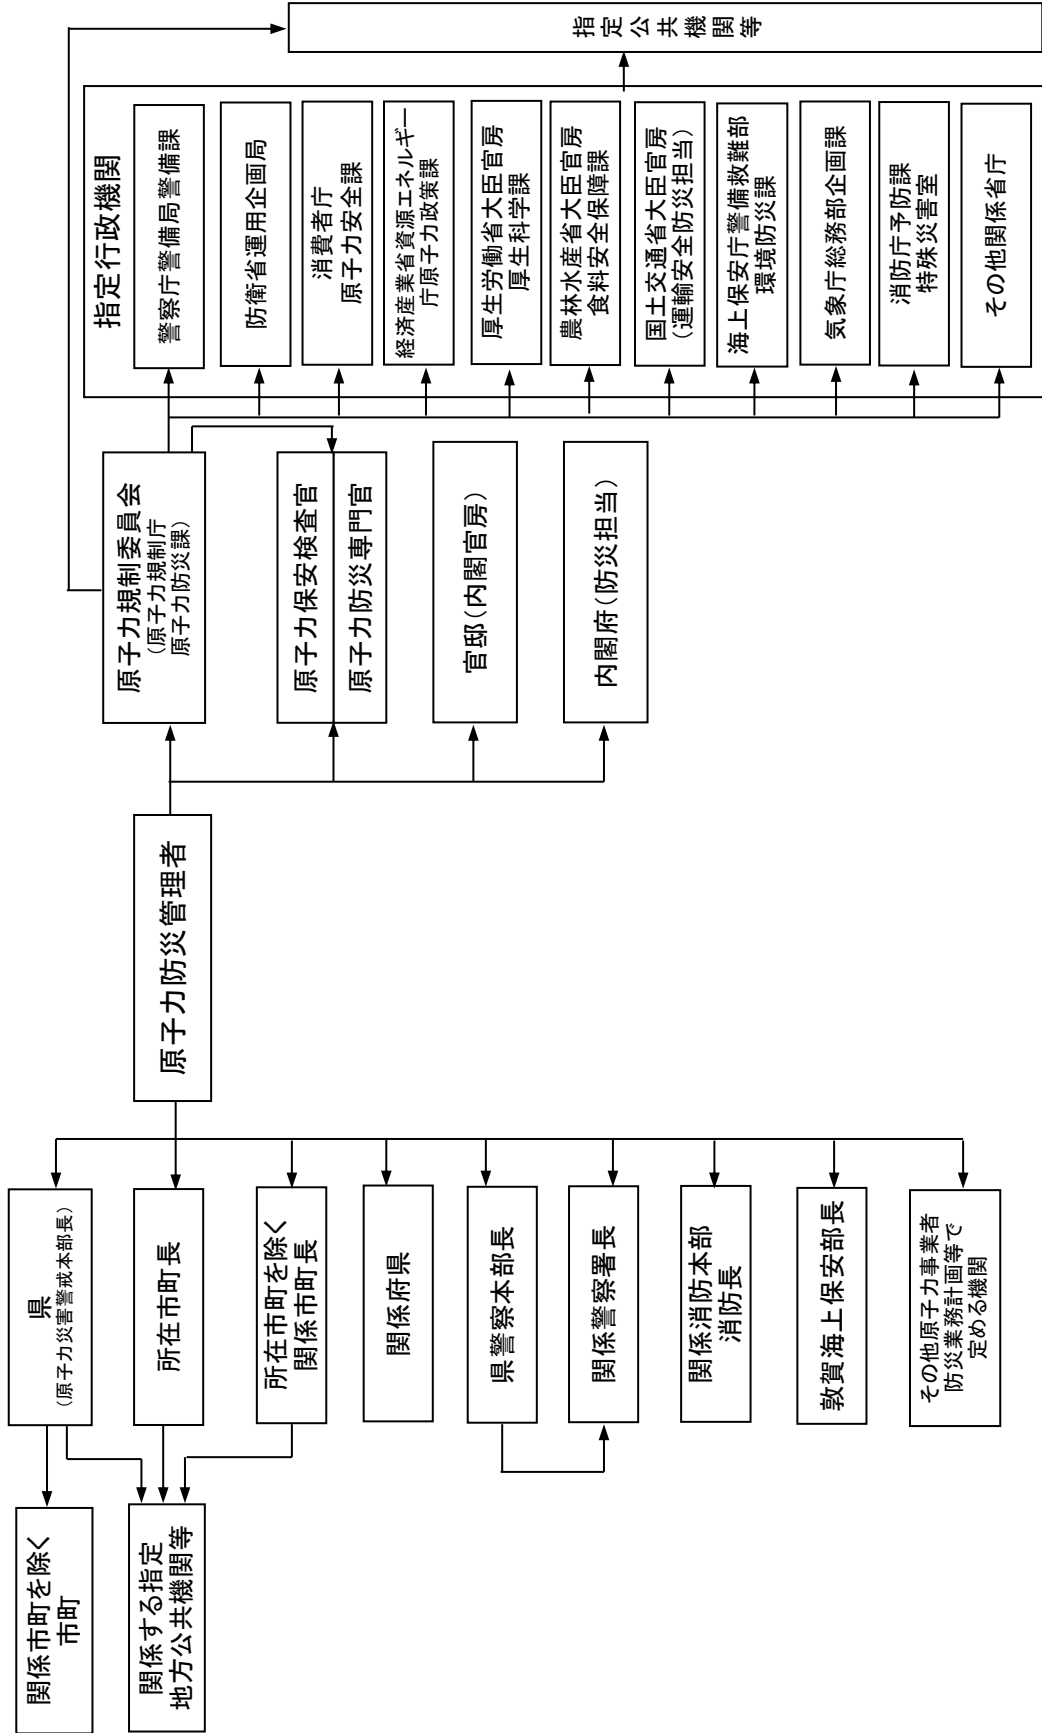 指定公共機関等
指定行政機関
警察庁警備局警備課
防衛省運用企画局
消費者庁
原子力安全課
経済産業省資源エネルギー
庁原子力政策課
厚生労働省大臣官房
厚生科学課
農林水産省大臣官房
食料安全保障課
国土交通省大臣官房
(運輸安全防災担当)
海上保安庁警備救難部
環境防災課
気象庁総務部企画課
消防庁予防課
特殊災害室
その他関係省庁
原子力規制委員会
(原子力規制庁
原子力防災課)
原子力保安検査官
原子力防災専門官
官邸(内閣官房)
内閣府(防災担当)
原子力防災管理者
県
(原子力災害警戒本部長)
所在市町長
所在市町を除く
関係市町長
関係府県
県警察本部長
関係警察署長
関係消防本部
消防長
敦賀海上保安部長
その他原子力事業者
防災業務計画等で
定める機関
関係市町を除く
市町
関係する指定
地方公共機関等